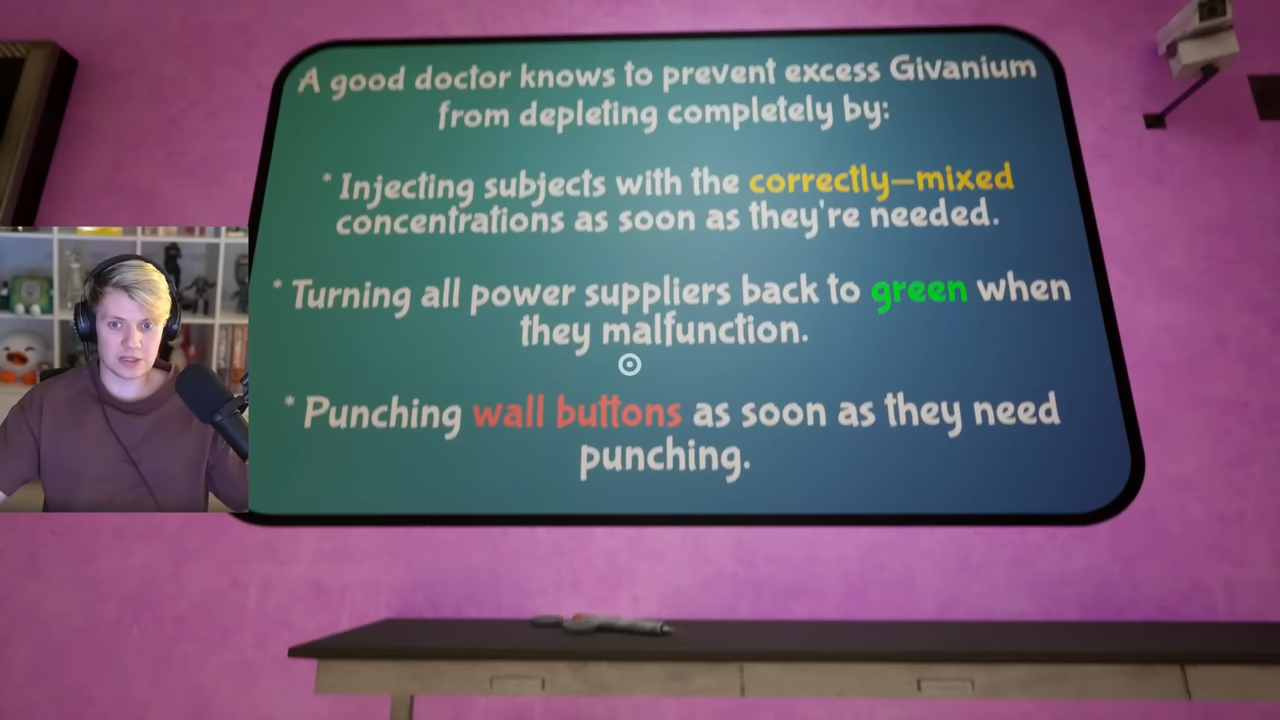 A good doctor knows to prevent excess Givanium
from depleting completely by:
* Injecting subjects with the correctly-mixed
concentrations as soon as they're needed.
* Turning all power suppliers back to green when
they malfunction.
* Punching wall buttons as soon as they need
punching.